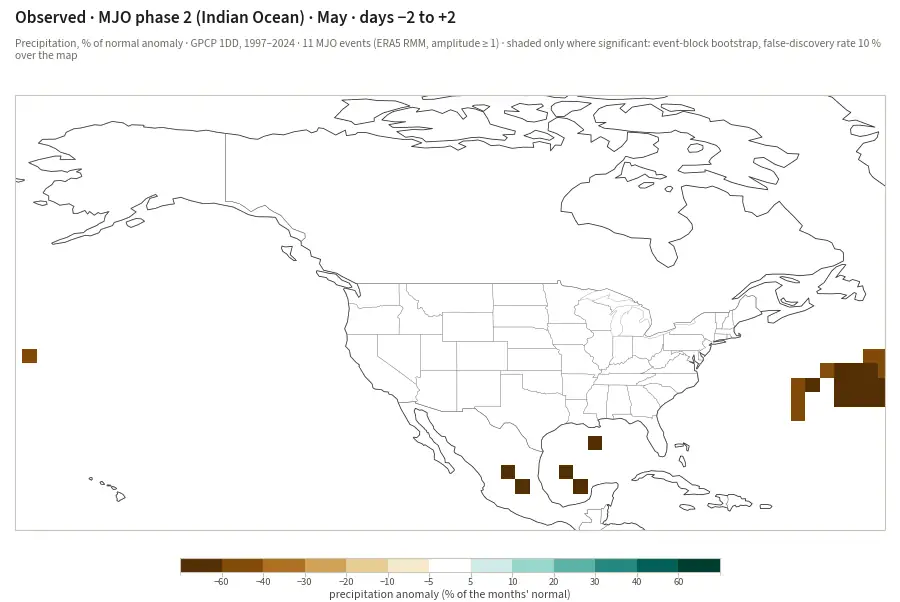 Observed · MJO phase 2 (Indian Ocean) · May · days −2 to +2
Precipitation, % of normal anomaly · GPCP 1DD, 1997–2024 · 11 MJO events (ERA5 RMM, amplitude ≥ 1) · shaded only where significant: event-block bootstrap, false-discovery rate 10 %
over the map
−60 −40 −30 −20 −10 −5 5 10 20 30 40 60
precipitation anomaly (% of the months' normal)